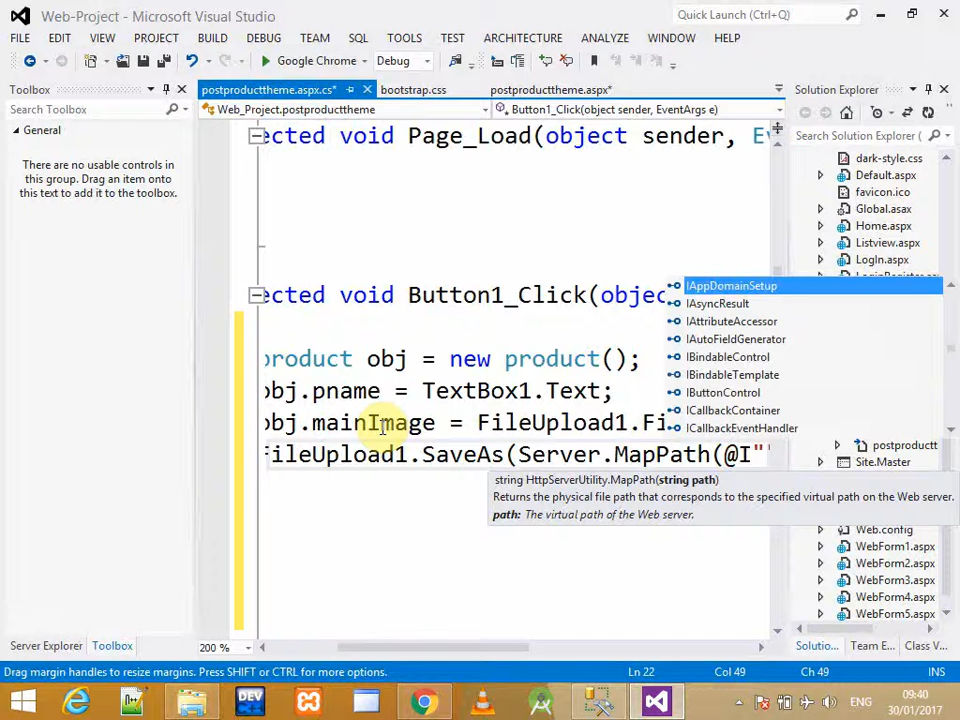 Web-Project - Microsoft Visual Studio
Quick Launch (Ctrl+Q)
FILE EDIT VIEW PROJECT BUILD DEBUG TEAM SQL TOOLS TEST ARCHITECTURE ANALYZE WINDOW HELP
Google Chrome Debug
Toolbox
Search Toolbox
General
There are no usable controls in
this group. Drag an item onto
this text to add it to the toolbox.
Server Explorer Toolbox
postproducttheme.aspx.cs* bootstrap.css postproducttheme.aspx*
Web_Project.postproducttheme Button1_Click(object sender, EventArgs e)
ected void Page_Load(object sender, Ev
ected void Button1_Click(objec
product obj = new product();
obj.pname = TextBox1.Text;
obj.mainImage = FileUpload1.Fi
FileUpload1.SaveAs(Server.MapPath(@I"
IAppDomainSetup
IAsyncResult
IAttributeAccessor
IAutoFieldGenerator
IBindableControl
IBindableTemplate
IButtonControl
ICallbackContainer
ICallbackEventHandler
string HttpServerUtility.MapPath(string path)
Returns the physical file path that corresponds to the specified virtual path on the Web server.
path: The virtual path of the Web server.
200 %
Solution Explorer
Search Solution Explorer (
dark-style.css
Default.aspx
favicon.ico
Global.asax
Home.aspx
Listview.aspx
LogIn.aspx
postproductt
Site.Master
Web.config
WebForm1.aspx
WebForm2.aspx
WebForm3.aspx
WebForm4.aspx
WebForm5.aspx
Solutio... Team E... Class V...
Drag margin handles to resize margins. Press SHIFT or CTRL for more options.
Ln 22 Col 49 Ch 49 INS
DEV
ENG
09:40
30/01/2017